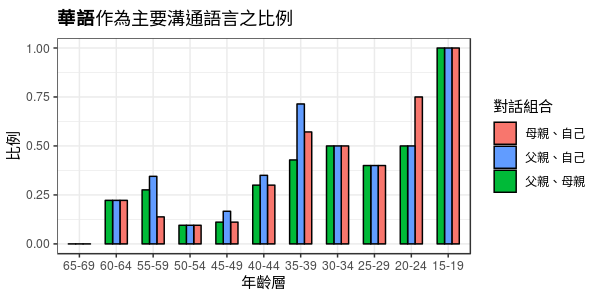 華語作為主要溝通語言之比例
1.00
0.75
0.50
0.25
0.00
比例
65-69 60-64 55-59 50-54 45-49 40-44 35-39 30-34 25-29 20-24 15-19
年齡層
對話組合
母親、自己
父親、自己
父親、母親